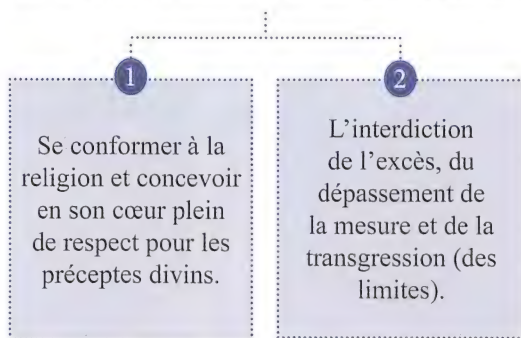 1
Se conformer à la
religion et concevoir
en son cœur plein
de respect pour les
préceptes divins.
2
L’interdiction
de l’excès, du
dépassement de
la mesure et de la
transgression (des
limites).